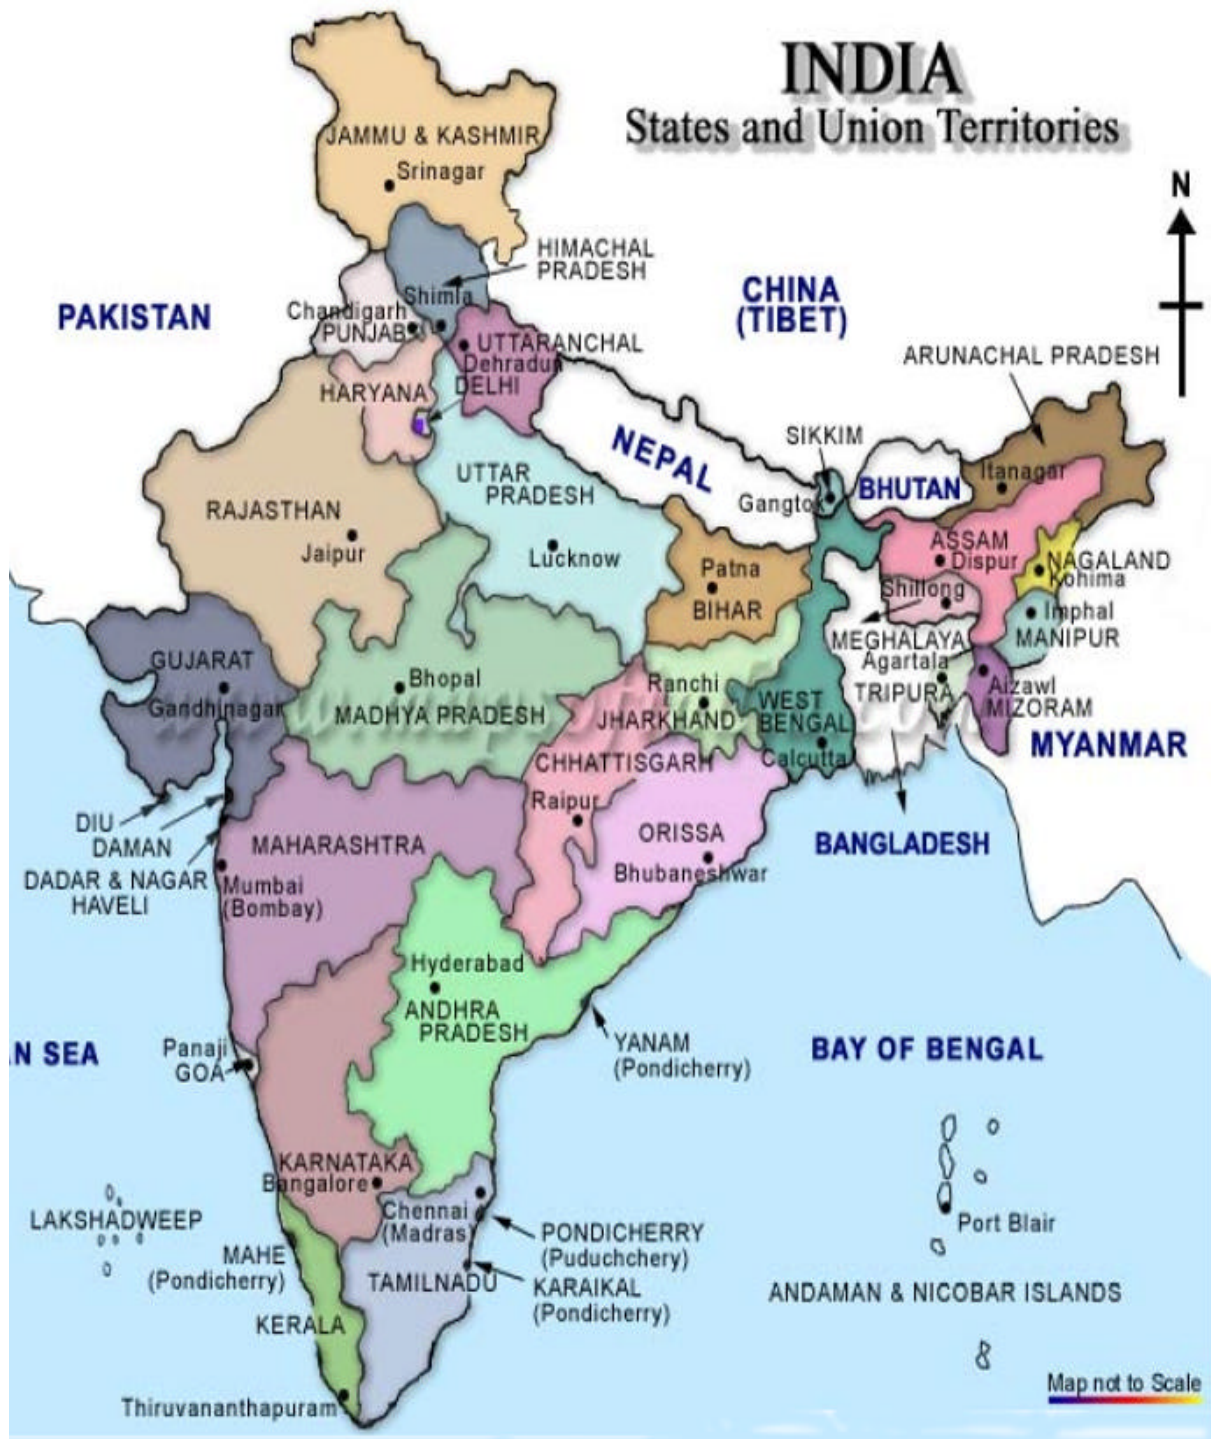 INDIA
States and Union Territories
N
JAMMU & KASHMIR
Srinagar
HIMACHAL
PRADESH
PAKISTAN
CHINA
(TIBET)
Shimla
Chandigarh
PUNJAB
UTTARANCHAL
Dehradun
DELHI
HARYANA
ARUNACHAL PRADESH
NEPAL
SIKKIM
Gangtok
BHUTAN
Itanagar
UTTAR
PRADESH
RAJASTHAN
Jaipur
Lucknow
ASSAM
Dispur
NAGALAND
Kohima
Patna
BIHAR
Shillong
Imphal
MANIPUR
MEGHALAYA
Agartala
TRIPURA
Aizawl
MIZORAM
GUJARAT
Gandhinagar
Bhopal
MADHYA PRADESH
Ranchi
JHARKHAND
WEST
BENGAL
Calcutta
MYANMAR
CHHATTISGARH
Raipur
DIU
DAMAN
DADAR & NAGAR
HAVELI
MAHARASHTRA
Mumbai
(Bombay)
ORISSA
Bhubaneshwar
BANGLADESH
Hyderabad
ANDHRA
PRADESH
YANAM
(Pondicherry)
N SEA
Panaji
GOA
BAY OF BENGAL
KARNATAKA
Bangalore
LAKSHADWEEP
Chennai
(Madras)
PONDICHERRY
(Puduchchery)
Port Blair
MAHE
(Pondicherry)
TAMILNADU
KARAIKAL
(Pondicherry)
ANDAMAN & NICOBAR ISLANDS
KERALA
Thiruvananthapuram
Map not to Scale